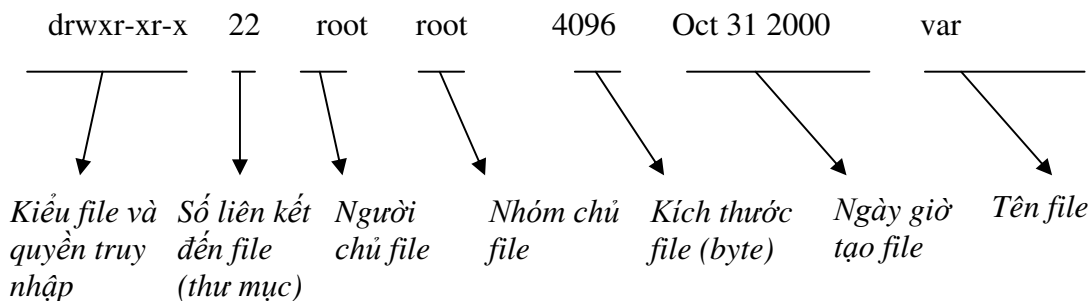 drwxr-xr-x 22 root root 4096 Oct 31 2000 var
Kiểu file và quyền truy nhập
Số liên kết đến file (thư mục)
Người chủ file
Nhóm chủ file
Kích thước file (byte)
Ngày giờ tạo file
Tên file